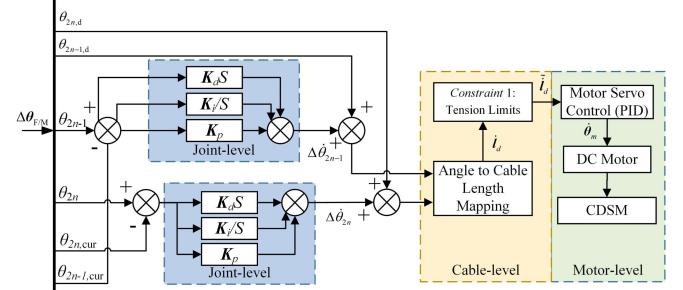 θ2n,d
θ2n−1,d
ΔθF/M
θ2n-1
+
-
KdS
Ki/S
Kp
Joint-level
Δθ̇2n−1
+
+
θ2n
+
-
θ2n,cur
θ2n-1,cur
KdS
Ki/S
Kp
Joint-level
Δθ̇2n
+
+
Constraint 1:
Tension Limits
i̇d
Angle to Cable
Length
Mapping
Cable-level
l̄̇d
Motor Servo
Control (PID)
θ̇m
DC Motor
CDSM
Motor-level